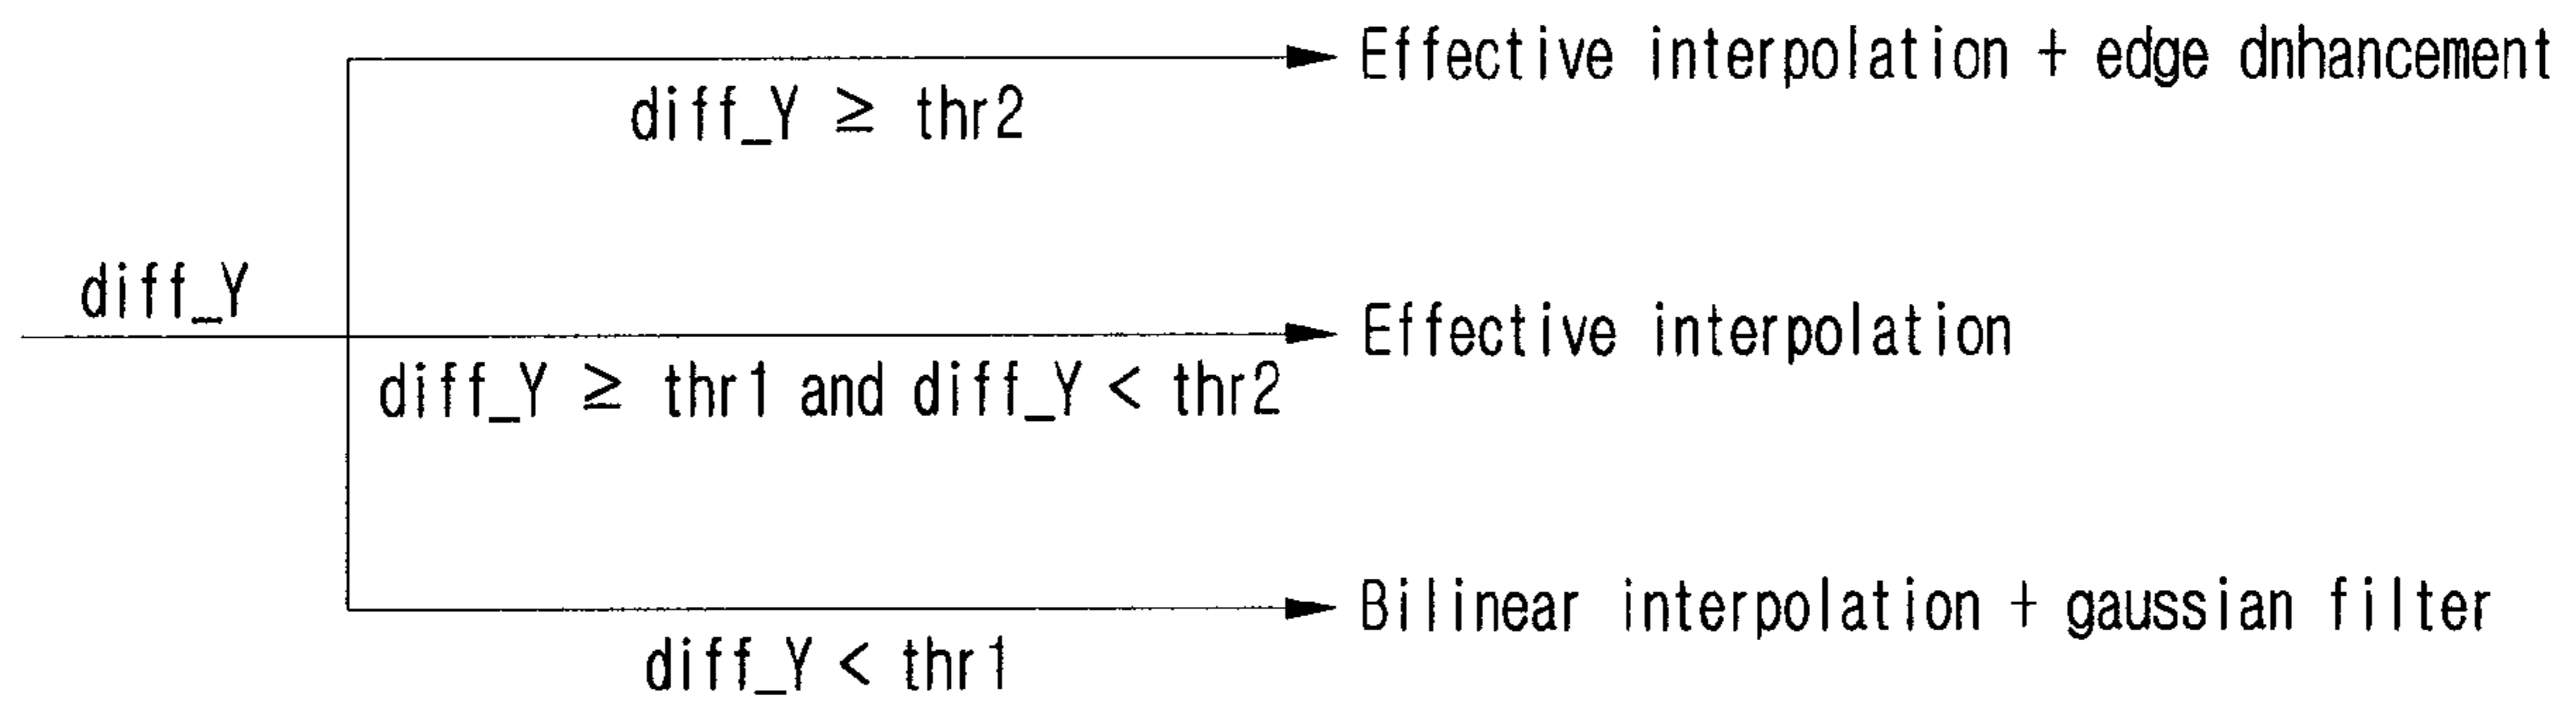 Effective interpolation + edge dnhancement
diff_Y ≥ thr2
diff_Y
Effective interpolation
diff_Y ≥ thr1 and diff_Y < thr2
Bilinear interpolation + gaussian filter
diff_Y < thr1